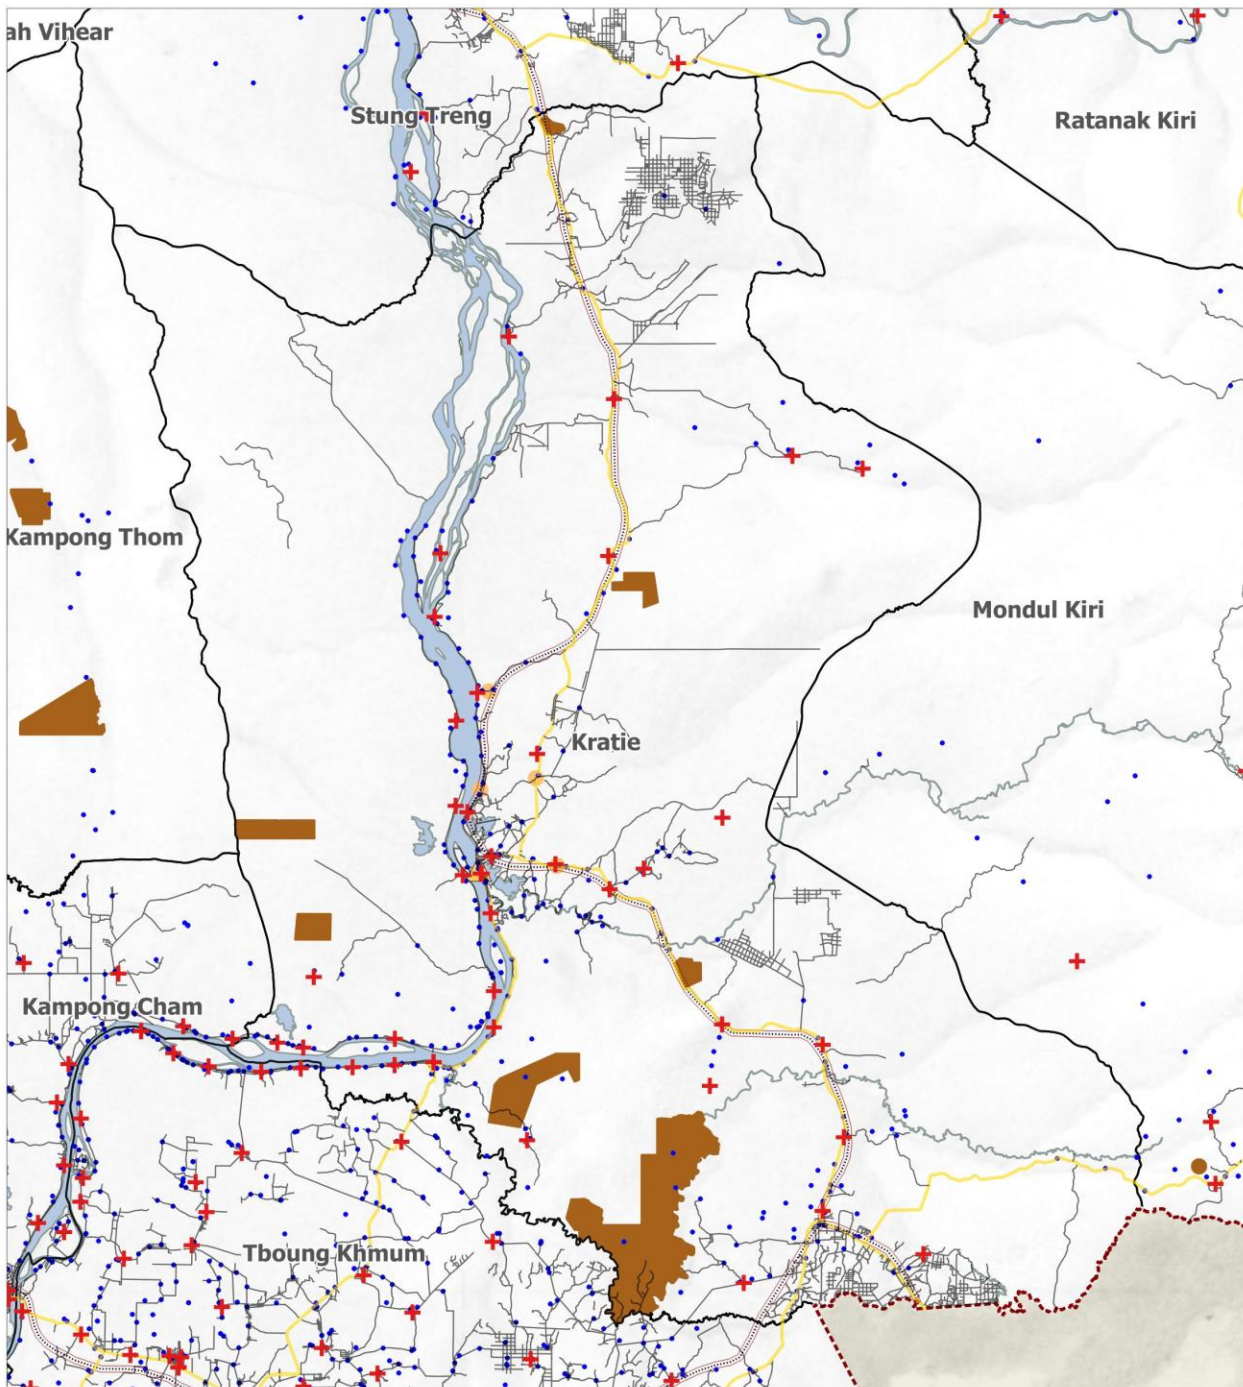 ah Vihear
Stung Treng
Ratanak Kiri
Kampong Thom
Mondul Kiri
Kratie
Kampong Cham
Tboung Khmum